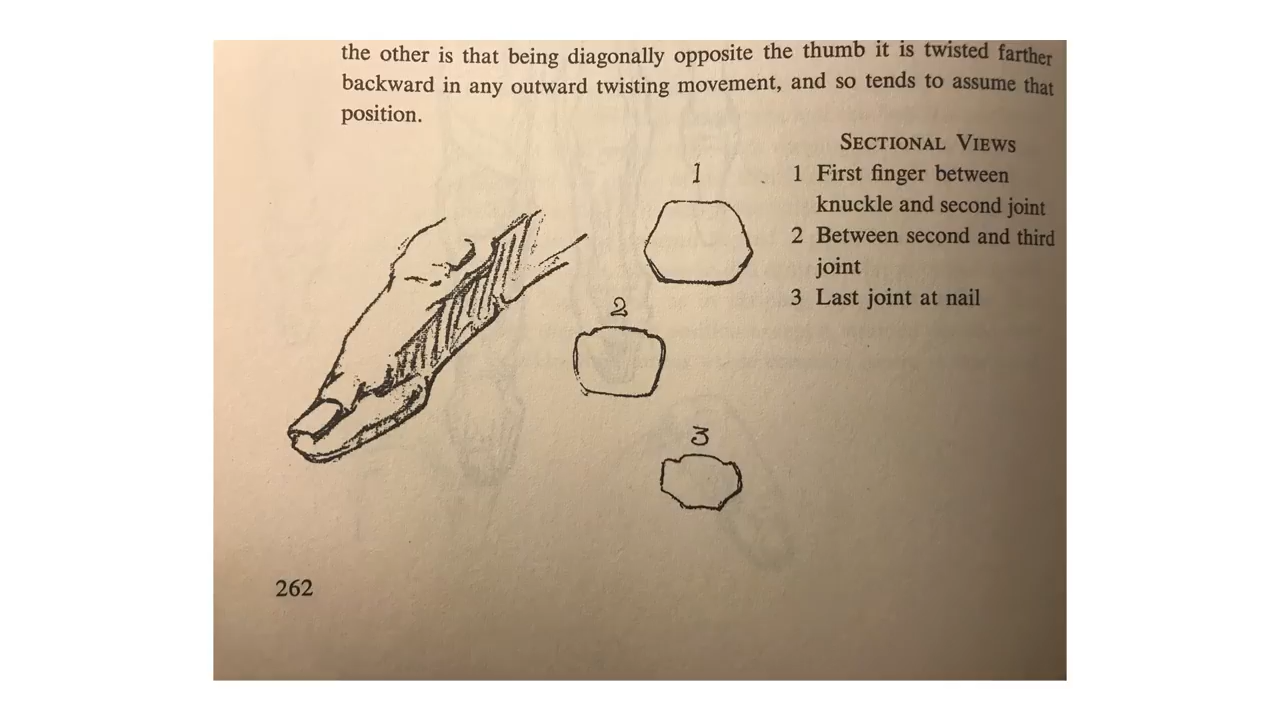 the other is that being diagonally opposite the thumb it is twisted farther
backward in any outward twisting movement, and so tends to assume that
position.
SECTIONAL VIEWS
1 First finger between
knuckle and second joint
2 Between second and third
joint
3 Last joint at nail
1
2
3
262